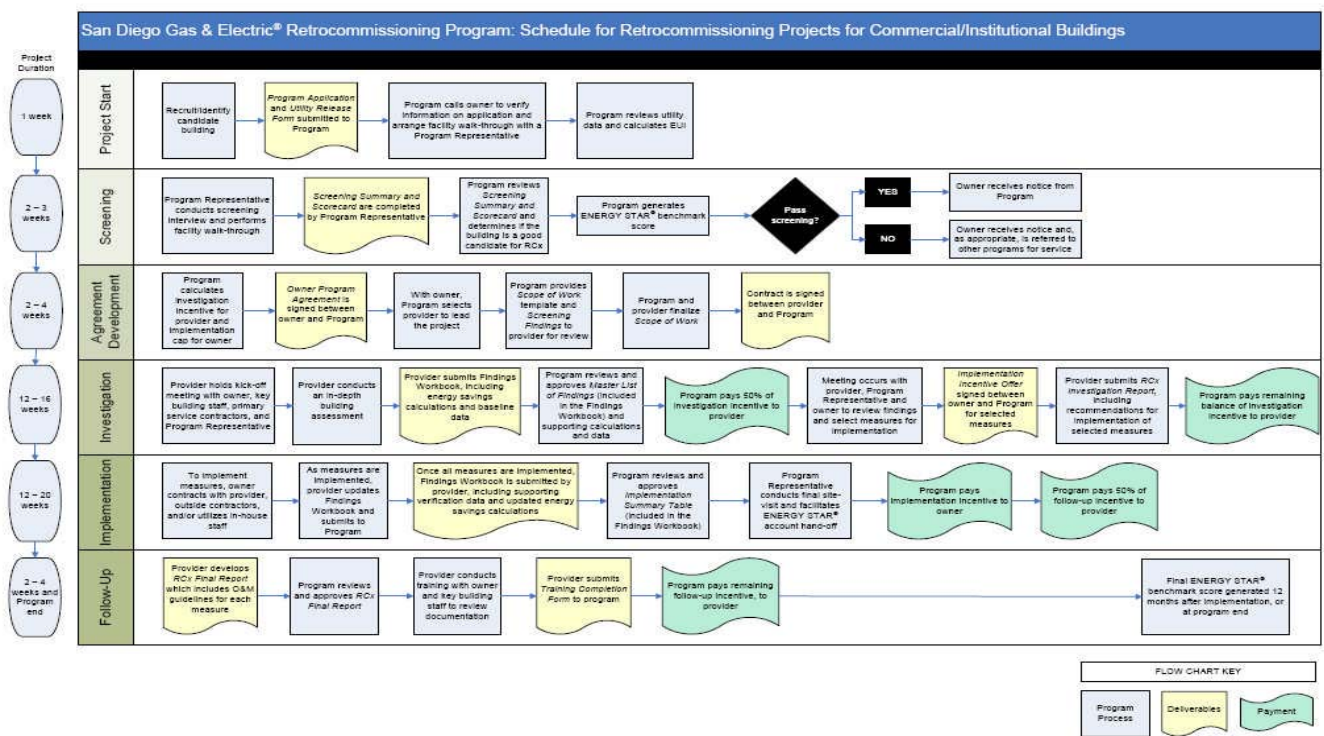 San Diego Gas & Electric® Retrocommissioning Program: Schedule for Retrocommissioning Projects for Commercial/Institutional Buildings
Project
Duration
1 week
Project Start
Recruit/Identify
candidate
building
Program Application
and Utility Release
Form submitted to
Program
Program calls owner to verify
information on application and
arrange facility walk-through with a
Program Representative
Program reviews utility
data and calculates EUI
2 – 3
weeks
Screening
Program Representative
conducts screening
interview and performs
facility walk-through
Screening Summary and
Scorecard are completed
by Program Representative
Program reviews
Screening
Summary and
Scorecard and
determines if the
building is a good
candidate for RCx
Program generates
ENERGY STAR® benchmark
score
Pass
screening?
YES
Owner receives notice from
Program
NO
Owner receives notice and,
as appropriate, is referred to
other programs for service
2 – 4
weeks
Agreement
Development
Program
calculates
investigation
incentive for
provider and
implementation
cap for owner
Owner Program
Agreement is
signed between
owner and Program
With owner,
Program selects
provider to lead
the project
Program provides
Scope of Work
template and
Screening
Findings to
provider for review
Program and
provider finalize
Scope of Work
Contract is signed
between provider
and Program
12 – 16
weeks
Investigation
Provider holds kick-off
meeting with owner, key
building staff, primary
service contractors, and
Program Representative
Provider conducts
an in-depth
building
assessment
Provider submits Findings
Workbook, including
energy savings
calculations and baseline
data
Program reviews and
approves Master List
of Findings (included
in the Findings
Workbook) and
supporting calculations
and data
Program pays 50% of
investigation incentive to
provider
Meeting occurs with
provider, Program
Representative and
owner to review findings
and select measures for
implementation
Implementation
Incentive Offer
signed between
owner and Program
for selected
measures
Provider submits RCx
Investigation Report,
including
recommendations for
implementation of
selected measures
Program pays remaining
balance of investigation
incentive to provider
12 – 20
weeks
Implementation
To implement
measures, owner
contracts with provider,
outside contractors,
and/or utilizes in-house
staff
As measures are
implemented,
provider updates
Findings
Workbook and
submits to
Program
Once all measures are implemented,
Findings Workbook is submitted by
provider, including supporting
verification data and updated energy
savings calculations
Program reviews and
approves
Implementation
Summary Table
(included in the
Findings Workbook)
Program
Representative
conducts final site-
visit and facilitates
ENERGY STAR®
account hand-off
Program pays
implementation incentive to
owner
Program pays 50% of
follow-up incentive to
provider
2 – 4
weeks and
Program
end
Follow-Up
Provider develops
RCx Final Report
which includes O&M
guidelines for each
measure
Program reviews
and approves RCx
Final Report
Provider conducts
training with owner
and key building
staff to review
documentation
Provider submits
Training Completion
Form to program
Program pays remaining
follow-up incentive, to
provider
Final ENERGY STAR®
benchmark score generated 12
months after implementation, or
at program end
FLOW CHART KEY
Program
Process
Deliverables
Payment